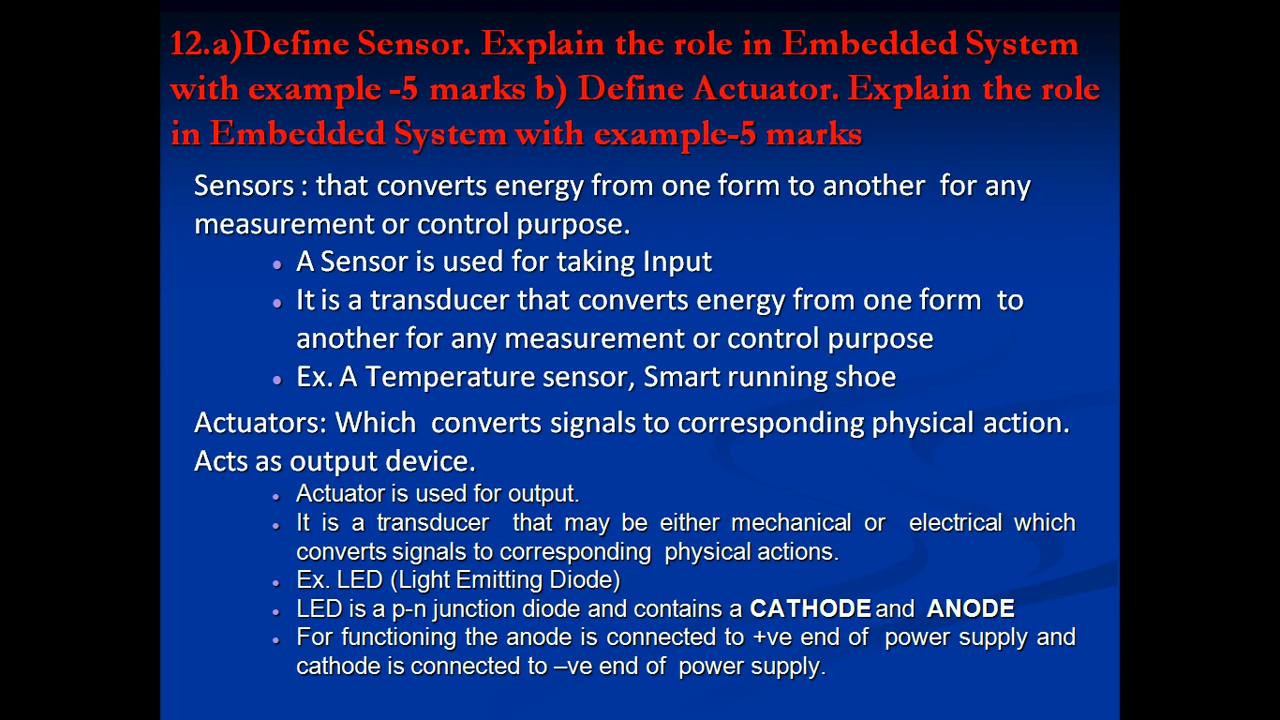 12.a)Define Sensor. Explain the role in Embedded System
with example -5 marks b) Define Actuator. Explain the role
in Embedded System with example-5 marks
Sensors : that converts energy from one form to another for any
measurement or control purpose.
• A Sensor is used for taking Input
• It is a transducer that converts energy from one form to
another for any measurement or control purpose
• Ex. A Temperature sensor, Smart running shoe
Actuators: Which converts signals to corresponding physical action.
Acts as output device.
• Actuator is used for output.
• It is a transducer that may be either mechanical or electrical which
converts signals to corresponding physical actions.
• Ex. LED (Light Emitting Diode)
• LED is a p-n junction diode and contains a CATHODE and ANODE
• For functioning the anode is connected to +ve end of power supply and
cathode is connected to –ve end of power supply.